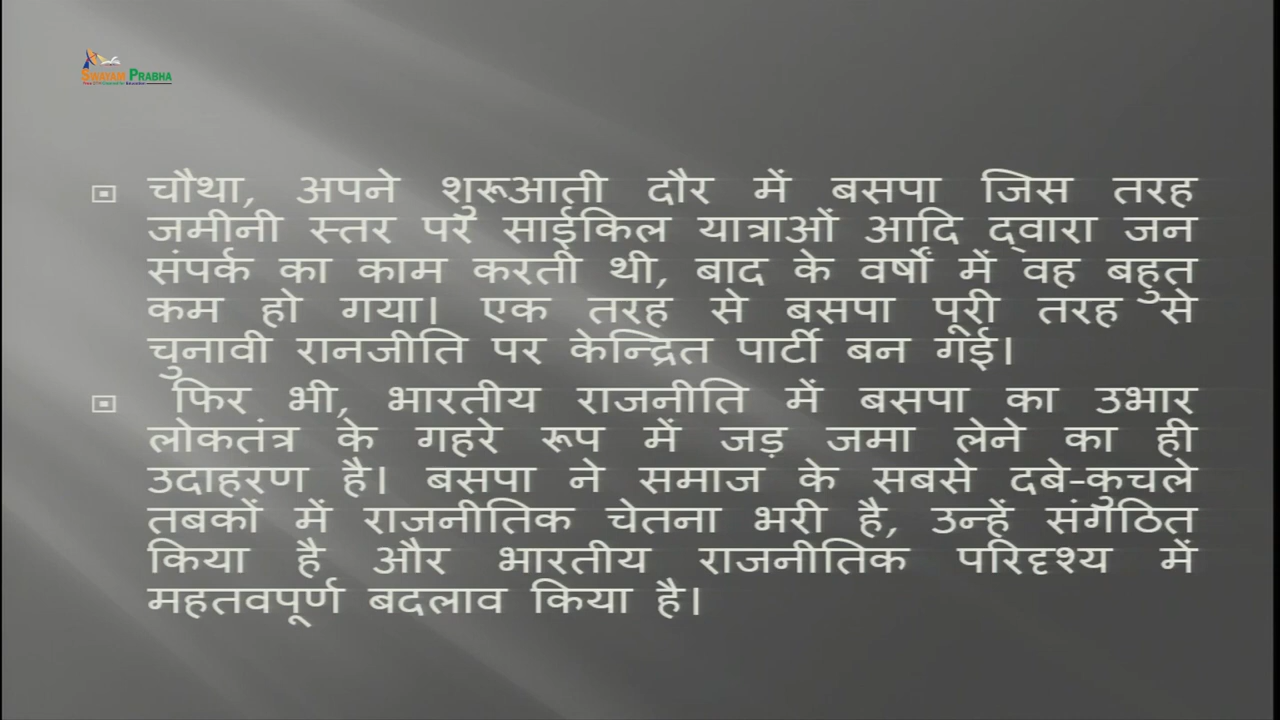 SWAYAM PRABHA
चौथा, अपने शुरूआती दौर में बसपा जिस तरह
जमीनी स्तर पर साईकिल यात्राओं आदि द्वारा जन
संपर्क का काम करती थी, बाद के वर्षों में वह बहुत
कम हो गया। एक तरह से बसपा पूरी तरह से
चुनावी रानजीति पर केन्द्रित पार्टी बन गई।
फिर भी, भारतीय राजनीति में बसपा का उभार
लोकतंत्र के गहरे रूप में जड़ जमा लेने का ही
उदाहरण है। बसपा ने समाज के सबसे दबे-कुचले
तबकों में राजनीतिक चेतना भरी है, उन्हें संगठित
किया है और भारतीय राजनीतिक परिदृश्य में
महतवपूर्ण बदलाव किया है।